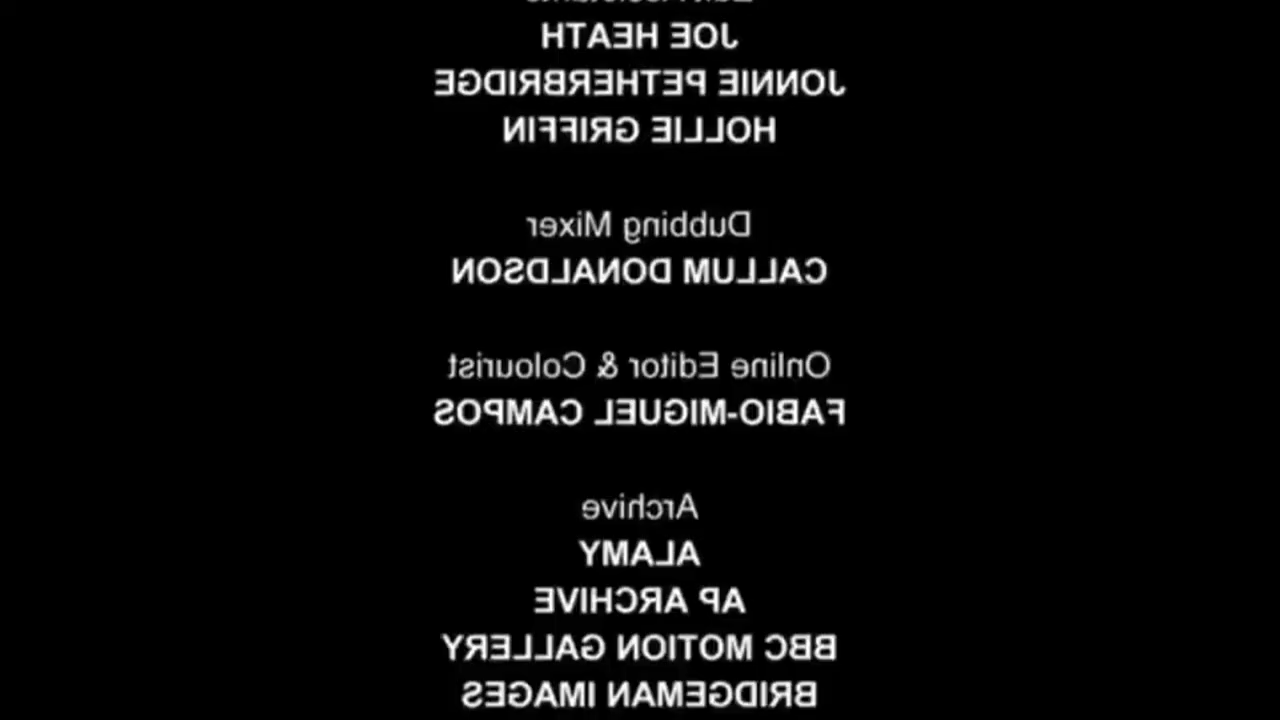 JOE HEATH
JONNIE PETHERBRIDGE
HOLLIE GRIFFIN
Dubbing Mixer
CALLUM DONALDSON
Online Editor & Colourist
FABIO-MIGUEL CAMPOS
Archive
ALAMY
AP ARCHIVE
BBC MOTION GALLERY
BRIDGEMAN IMAGES